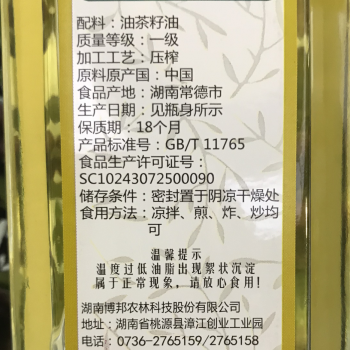 配料：油茶籽油
质量等级：一级
加工工艺：压榨
原料原产国：中国
食品产地：湖南常德市
生产日期：见瓶身所示
保质期：18个月
产品标准号：GB/T 11765
食品生产许可证号：
SC10243072500090
储存条件：密封置于阴凉干燥处
食用方法：凉拌、煎、炸、炒均
可
温馨提示
温度过低油脂出现絮状沉淀
属于正常现象，请放心食用！
湖南博邦农林科技股份有限公司
地址：湖南省桃源县漳江创业工业园
电话：0736-2765159/2765158